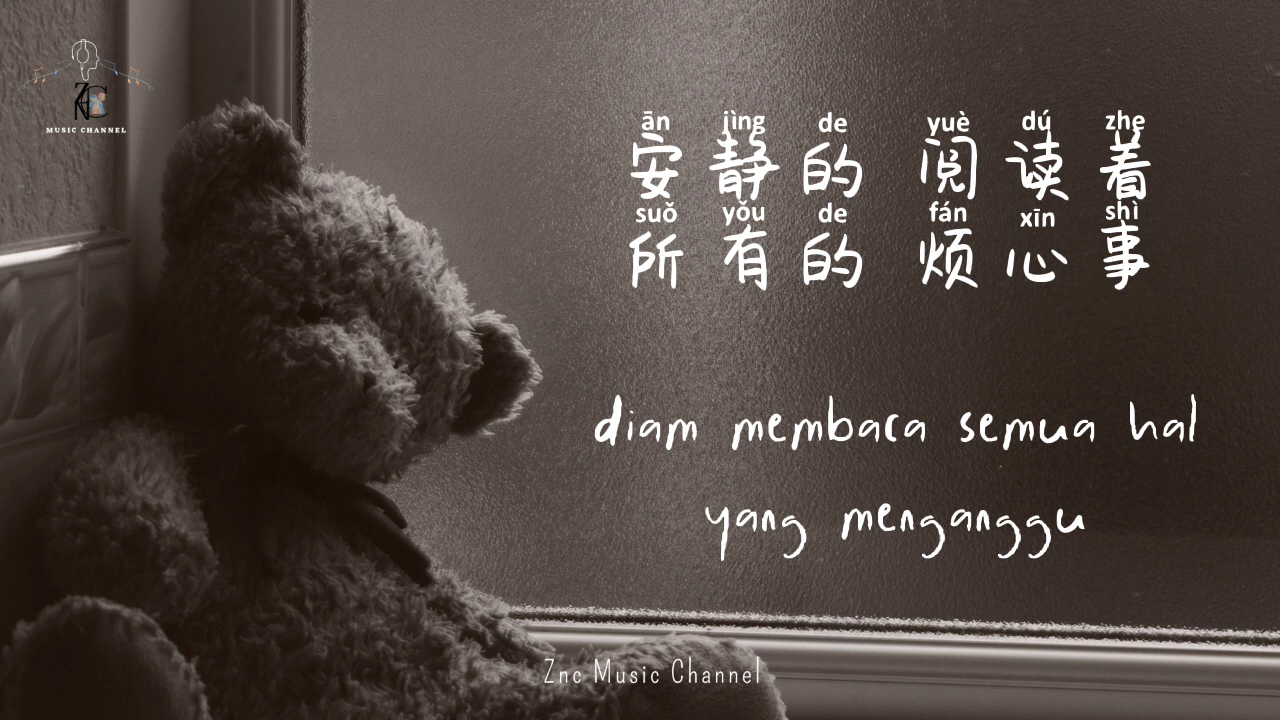 ZNC
MUSIC CHANNEL
ān jìng de yuè dú zhe
安静的 阅读着
suǒ yǒu de fán xīn shì
所有的 烦心事
diam membaca semua hal
yang menganggu
Znc Music Channel